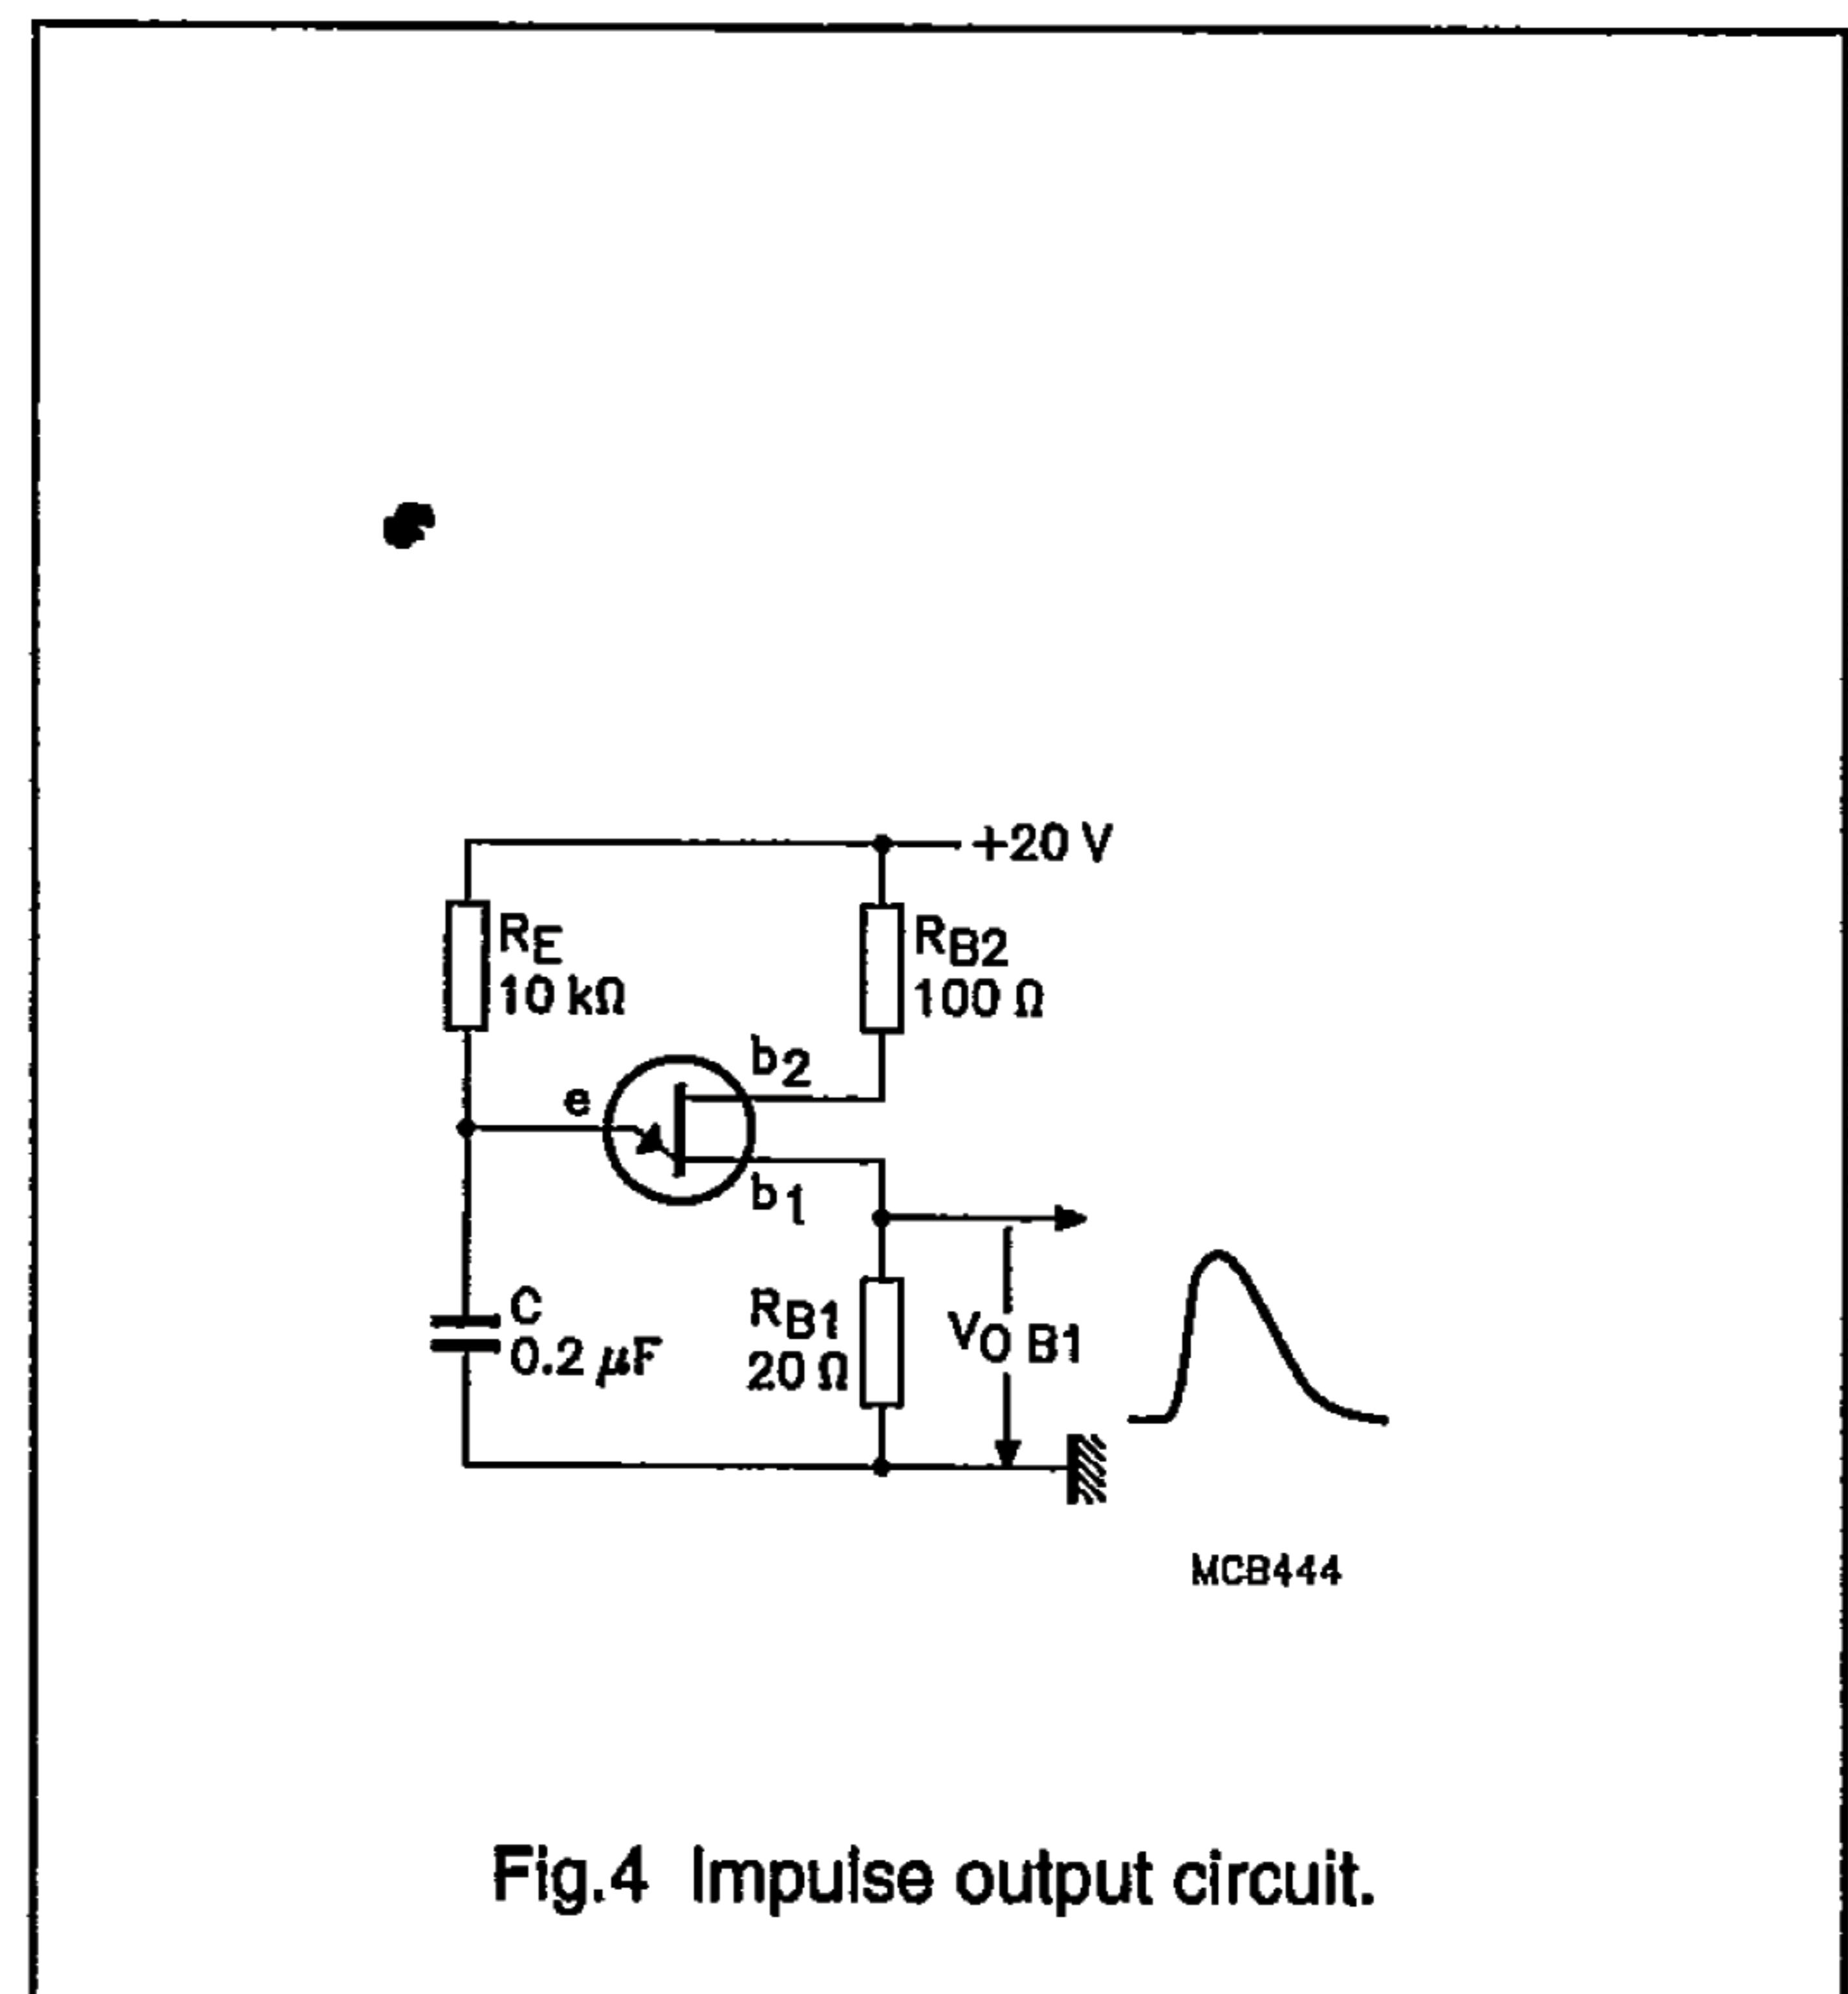 +20 V
RE
10 kΩ
RB2
100 Ω
b2
e
b1
C
0.2 μF
RB1
20 Ω
VO B1
MCB444
Fig.4 Impulse output circuit.